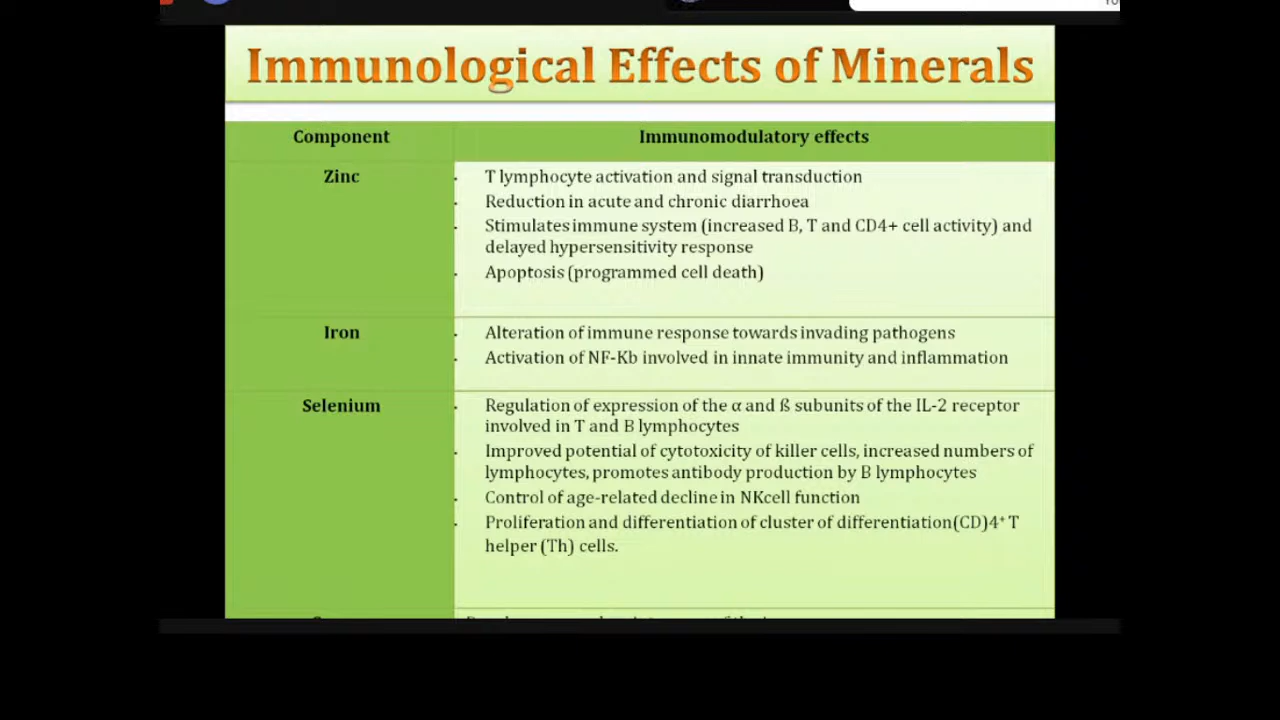 Immunological Effects of Minerals
Component
Immunomodulatory effects
Zinc
T lymphocyte activation and signal transduction
Reduction in acute and chronic diarrhoea
Stimulates immune system (increased B, T and CD4+ cell activity) and
delayed hypersensitivity response
Apoptosis (programmed cell death)
Iron
Alteration of immune response towards invading pathogens
Activation of NF-Kb involved in innate immunity and inflammation
Selenium
Regulation of expression of the α and ß subunits of the IL-2 receptor
involved in T and B lymphocytes
Improved potential of cytotoxicity of killer cells, increased numbers of
lymphocytes, promotes antibody production by B lymphocytes
Control of age-related decline in NKcell function
Proliferation and differentiation of cluster of differentiation(CD)4⁺ T
helper (Th) cells.